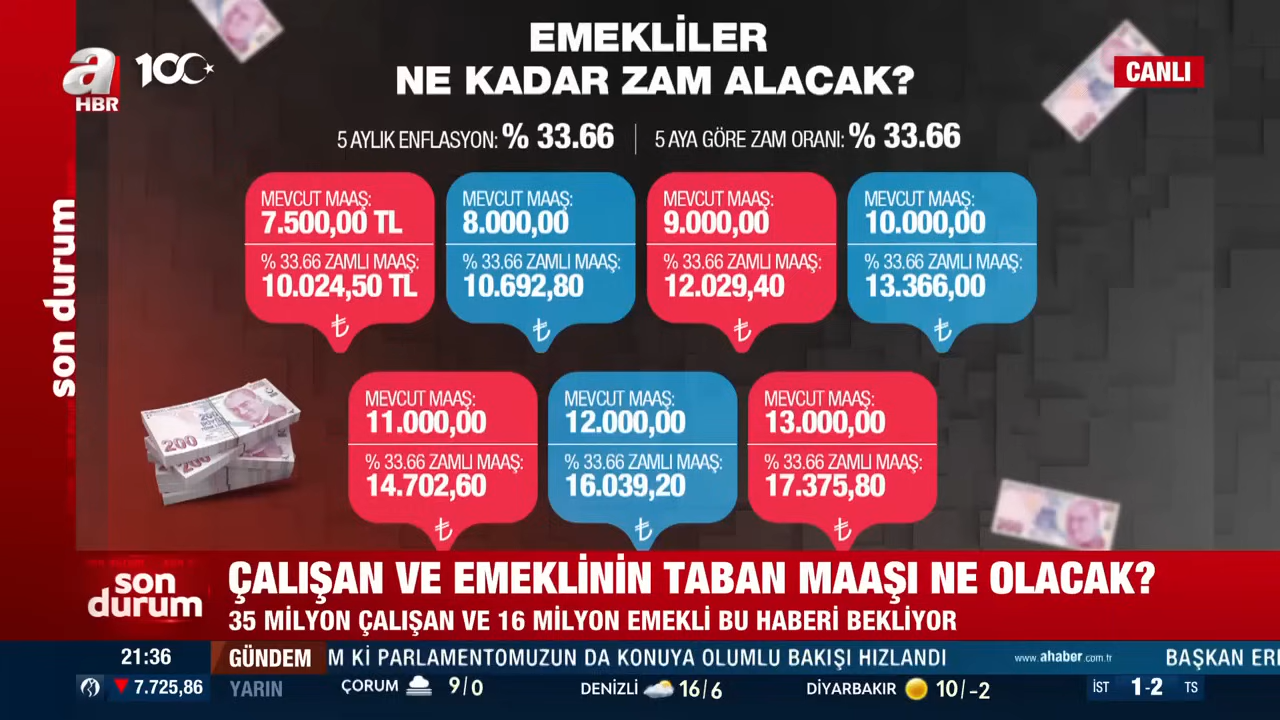 EMEKLİLER
NE KADAR ZAM ALACAK?
a
HBR
100
CANLI
5 AYLIK ENFLASYON: % 33.66
5 AYA GÖRE ZAM ORANI: % 33.66
son durum
MEVCUT MAAŞ:
7.500,00 TL
% 33.66 ZAMLI MAAŞ:
10.024,50 TL
₺
MEVCUT MAAŞ:
8.000,00
% 33.66 ZAMLI MAAŞ:
10.692,80
₺
MEVCUT MAAŞ:
9.000,00
% 33.66 ZAMLI MAAŞ:
12.029,40
₺
MEVCUT MAAŞ:
10.000,00
% 33.66 ZAMLI MAAŞ:
13.366,00
₺
MEVCUT MAAŞ:
11.000,00
% 33.66 ZAMLI MAAŞ:
14.702,60
₺
MEVCUT MAAŞ:
12.000,00
% 33.66 ZAMLI MAAŞ:
16.039,20
₺
MEVCUT MAAŞ:
13.000,00
% 33.66 ZAMLI MAAŞ:
17.375,80
₺
200
200
son
durum
ÇALIŞAN VE EMEKLİNİN TABAN MAAŞI NE OLACAK?
35 MİLYON ÇALIŞAN VE 16 MİLYON EMEKLİ BU HABERİ BEKLİYOR
21:36
GÜNDEM
M Kİ PARLAMENTOMUZUN DA KONUYA OLUMLU BAKIŞI HIZLANDI
www.ahaber.com.tr
BAŞKAN ER
7.725,86
YARIN
ÇORUM 9/0
DENİZLİ 16/6
DİYARBAKIR 10/-2
İST 1-2 TS